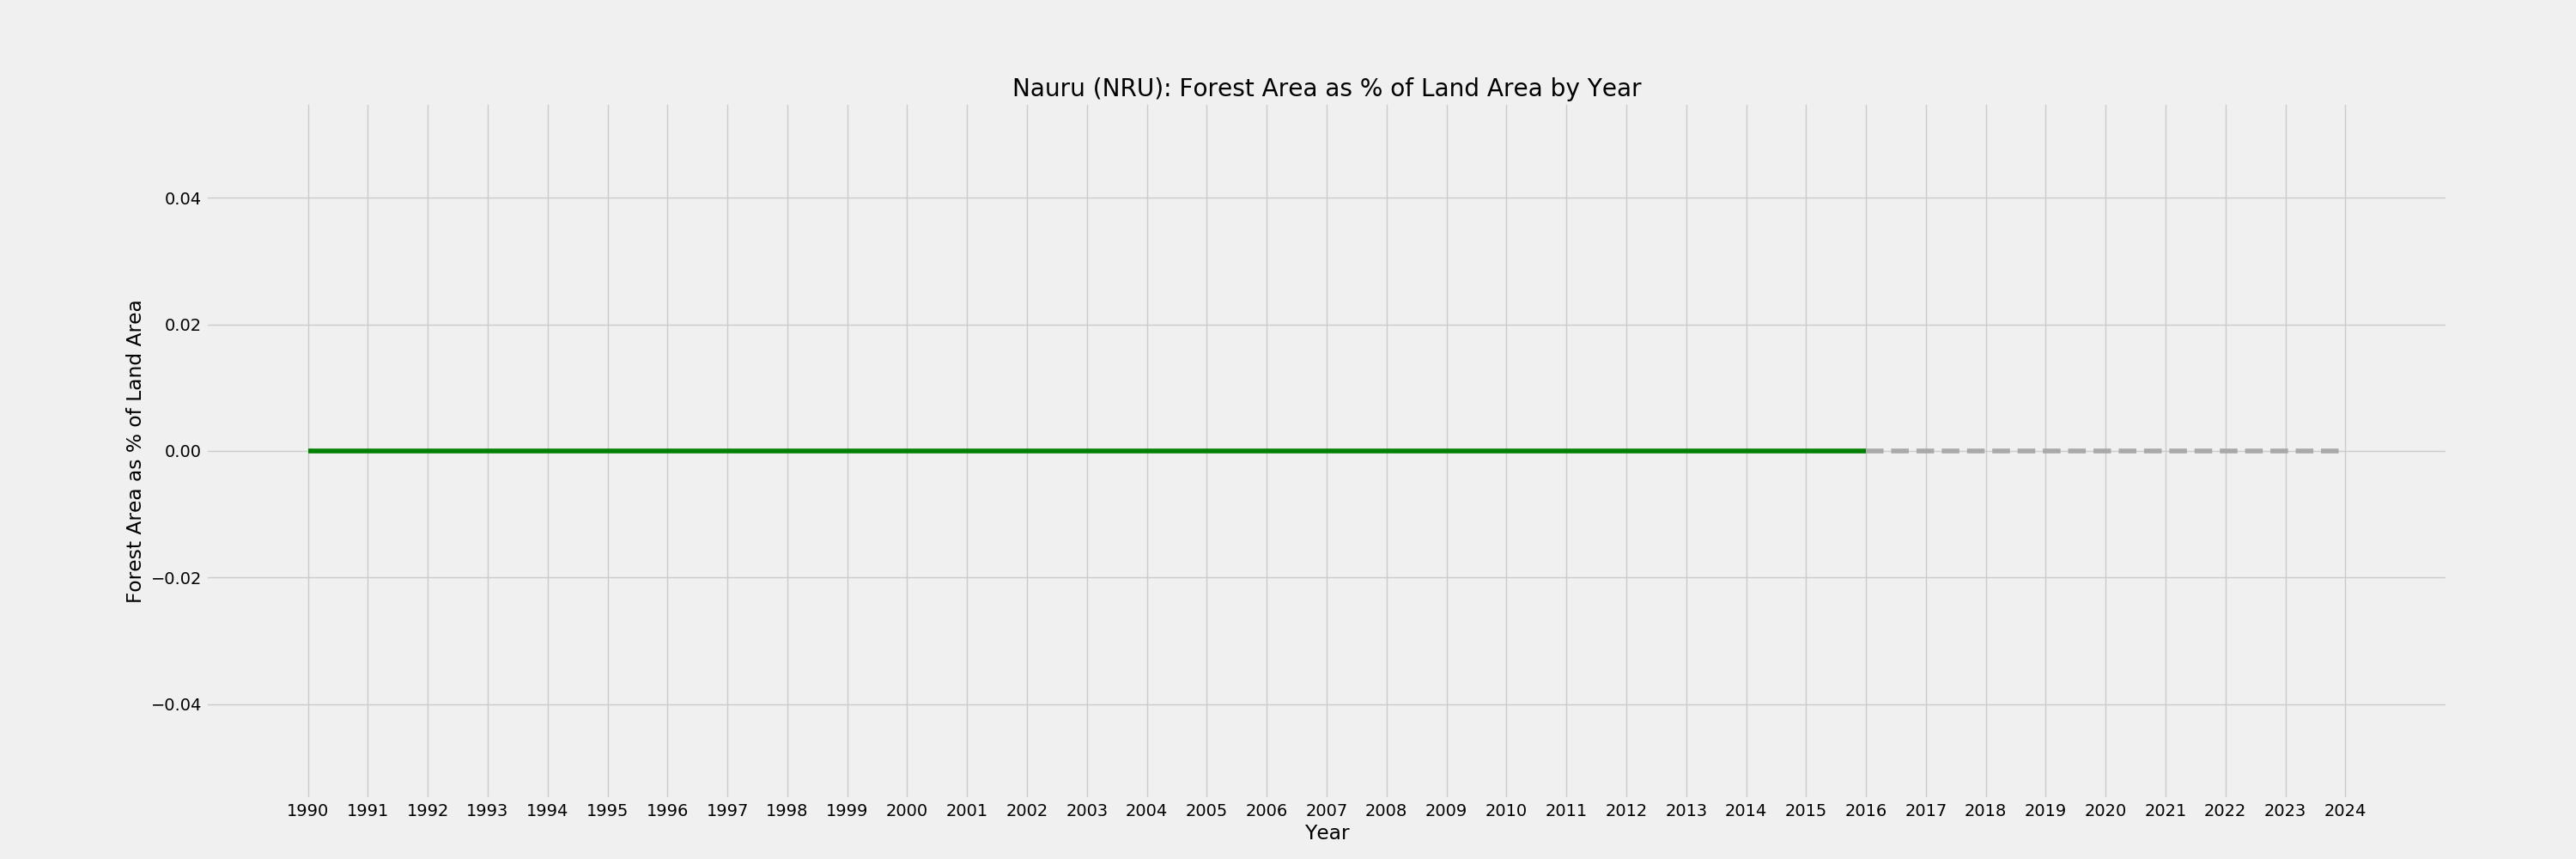 Nauru (NRU): Forest Area as % of Land Area by Year
Forest Area as % of Land Area
0.04
0.02
0.00
−0.02
−0.04
1990 1991 1992 1993 1994 1995 1996 1997 1998 1999 2000 2001 2002 2003 2004 2005 2006 2007 2008 2009 2010 2011 2012 2013 2014 2015 2016 2017 2018 2019 2020 2021 2022 2023 2024
Year